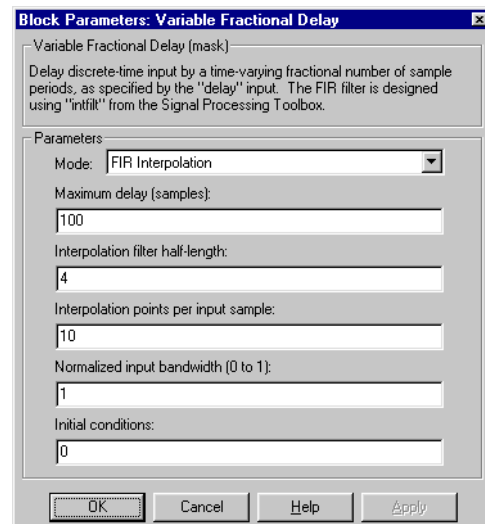 Block Parameters: Variable Fractional Delay
Variable Fractional Delay (mask)
Delay discrete-time input by a time-varying fractional number of sample
periods, as specified by the "delay" input. The FIR filter is designed
using "intfilt" from the Signal Processing Toolbox.
Parameters
Mode: FIR Interpolation
Maximum delay (samples):
100
Interpolation filter half-length:
4
Interpolation points per input sample:
10
Normalized input bandwidth (0 to 1):
1
Initial conditions:
0
OK Cancel Help Apply